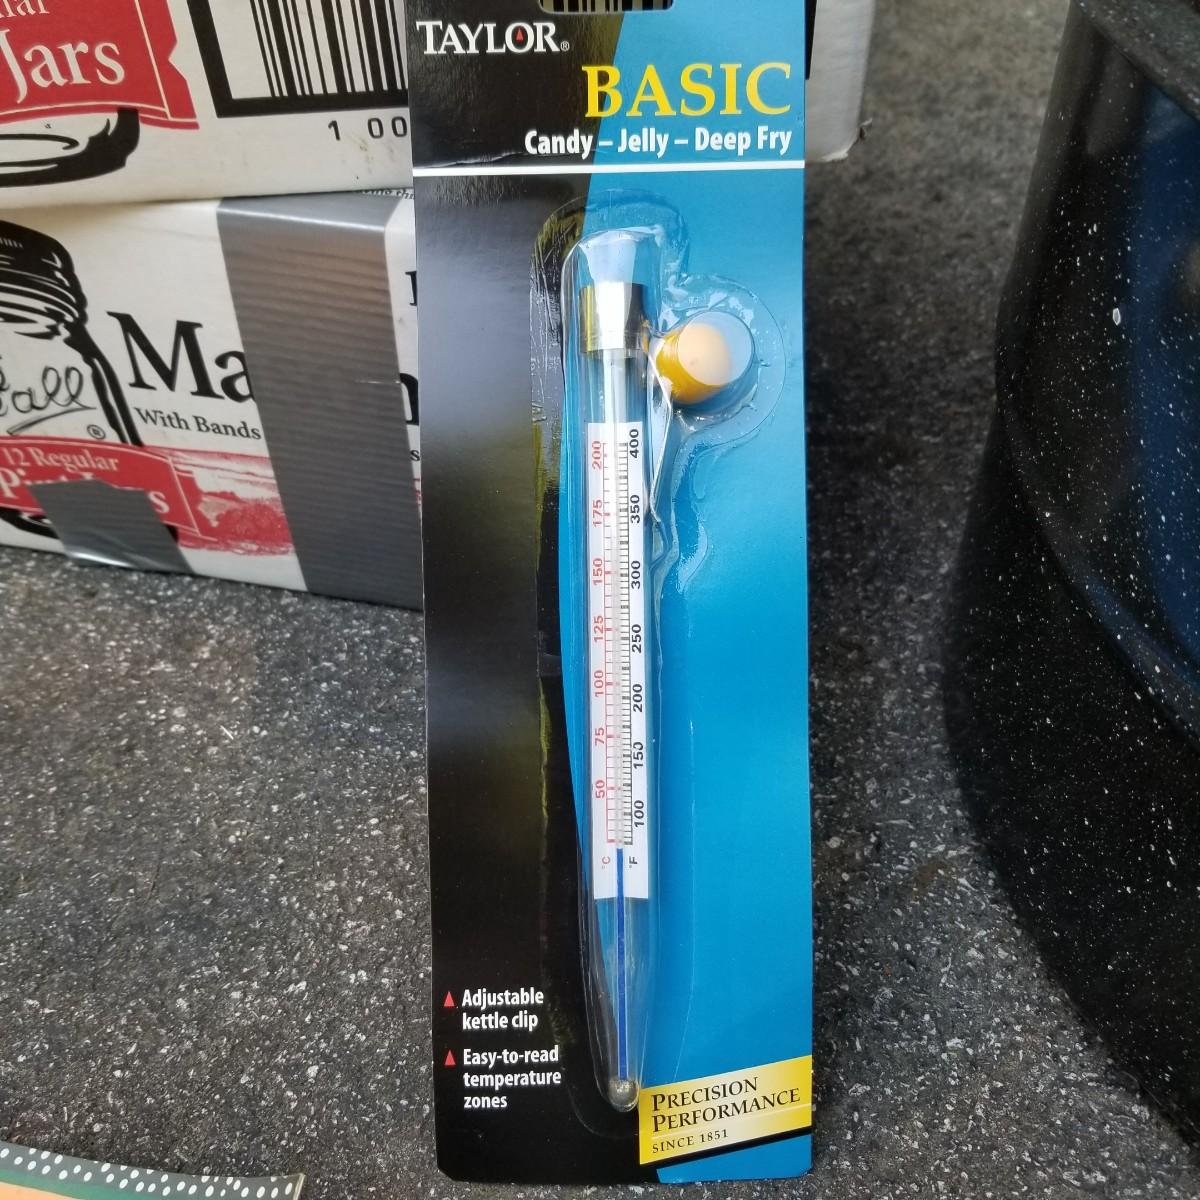 Jars
1 00
TAYLOR®
BASIC
Candy – Jelly – Deep Fry
Ma
With Bands
all®
12 Regular
200 175 150 125 100 75 50 °C
400 350 300 250 200 150 100 °F
Adjustable
kettle clip
Easy-to-read
temperature
zones
PRECISION
PERFORMANCE
SINCE 1851